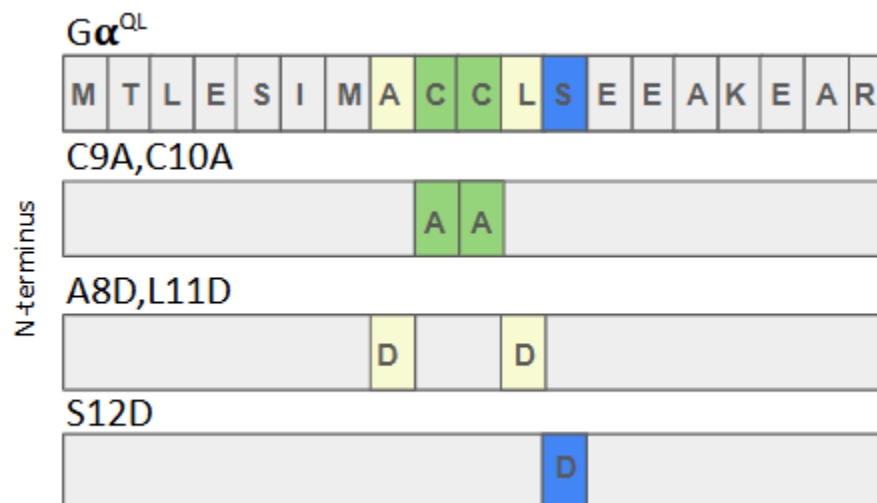 Gα^QL
M T L E S I M A C C L S E E A K E A R
C9A,C10A
A A
A8D,L11D
D D
S12D
D
N-terminus